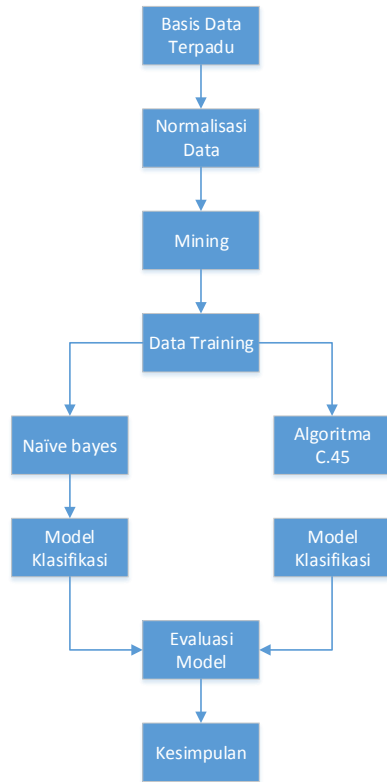 Basis Data
Terpadu
Normalisasi
Data
Mining
Data Training
Naïve bayes
Algoritma
C.45
Model
Klasifikasi
Model
Klasifikasi
Evaluasi
Model
Kesimpulan